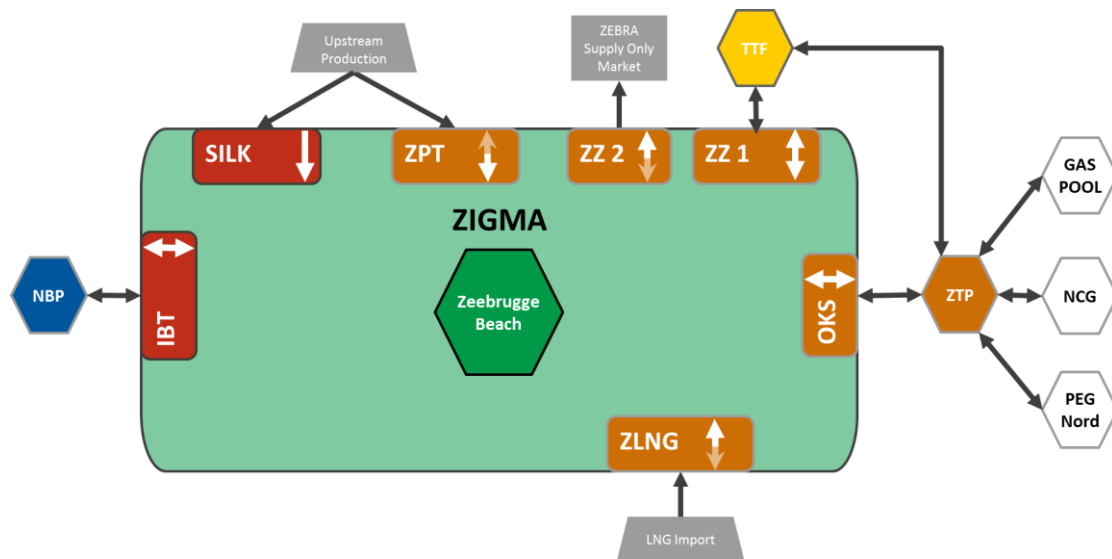 Upstream
Production
ZEBRA
Supply Only
Market
TTF
SILK
ZPT
ZZ 2
ZZ 1
GAS
POOL
ZIGMA
NBP
IBT
Zeebrugge
Beach
OKS
ZTP
NCG
PEG
Nord
ZLNG
LNG Import